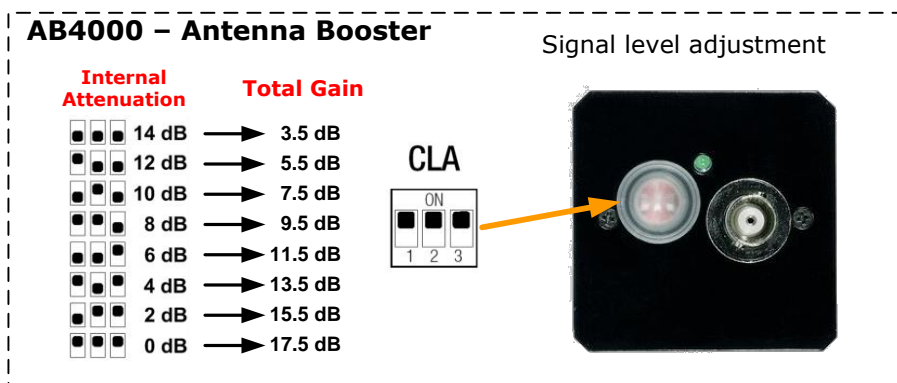 AB4000 – Antenna Booster
Signal level adjustment
Internal
Attenuation
Total Gain
14 dB 3.5 dB
12 dB 5.5 dB
10 dB 7.5 dB
8 dB 9.5 dB
6 dB 11.5 dB
4 dB 13.5 dB
2 dB 15.5 dB
0 dB 17.5 dB
CLA
ON
1 2 3